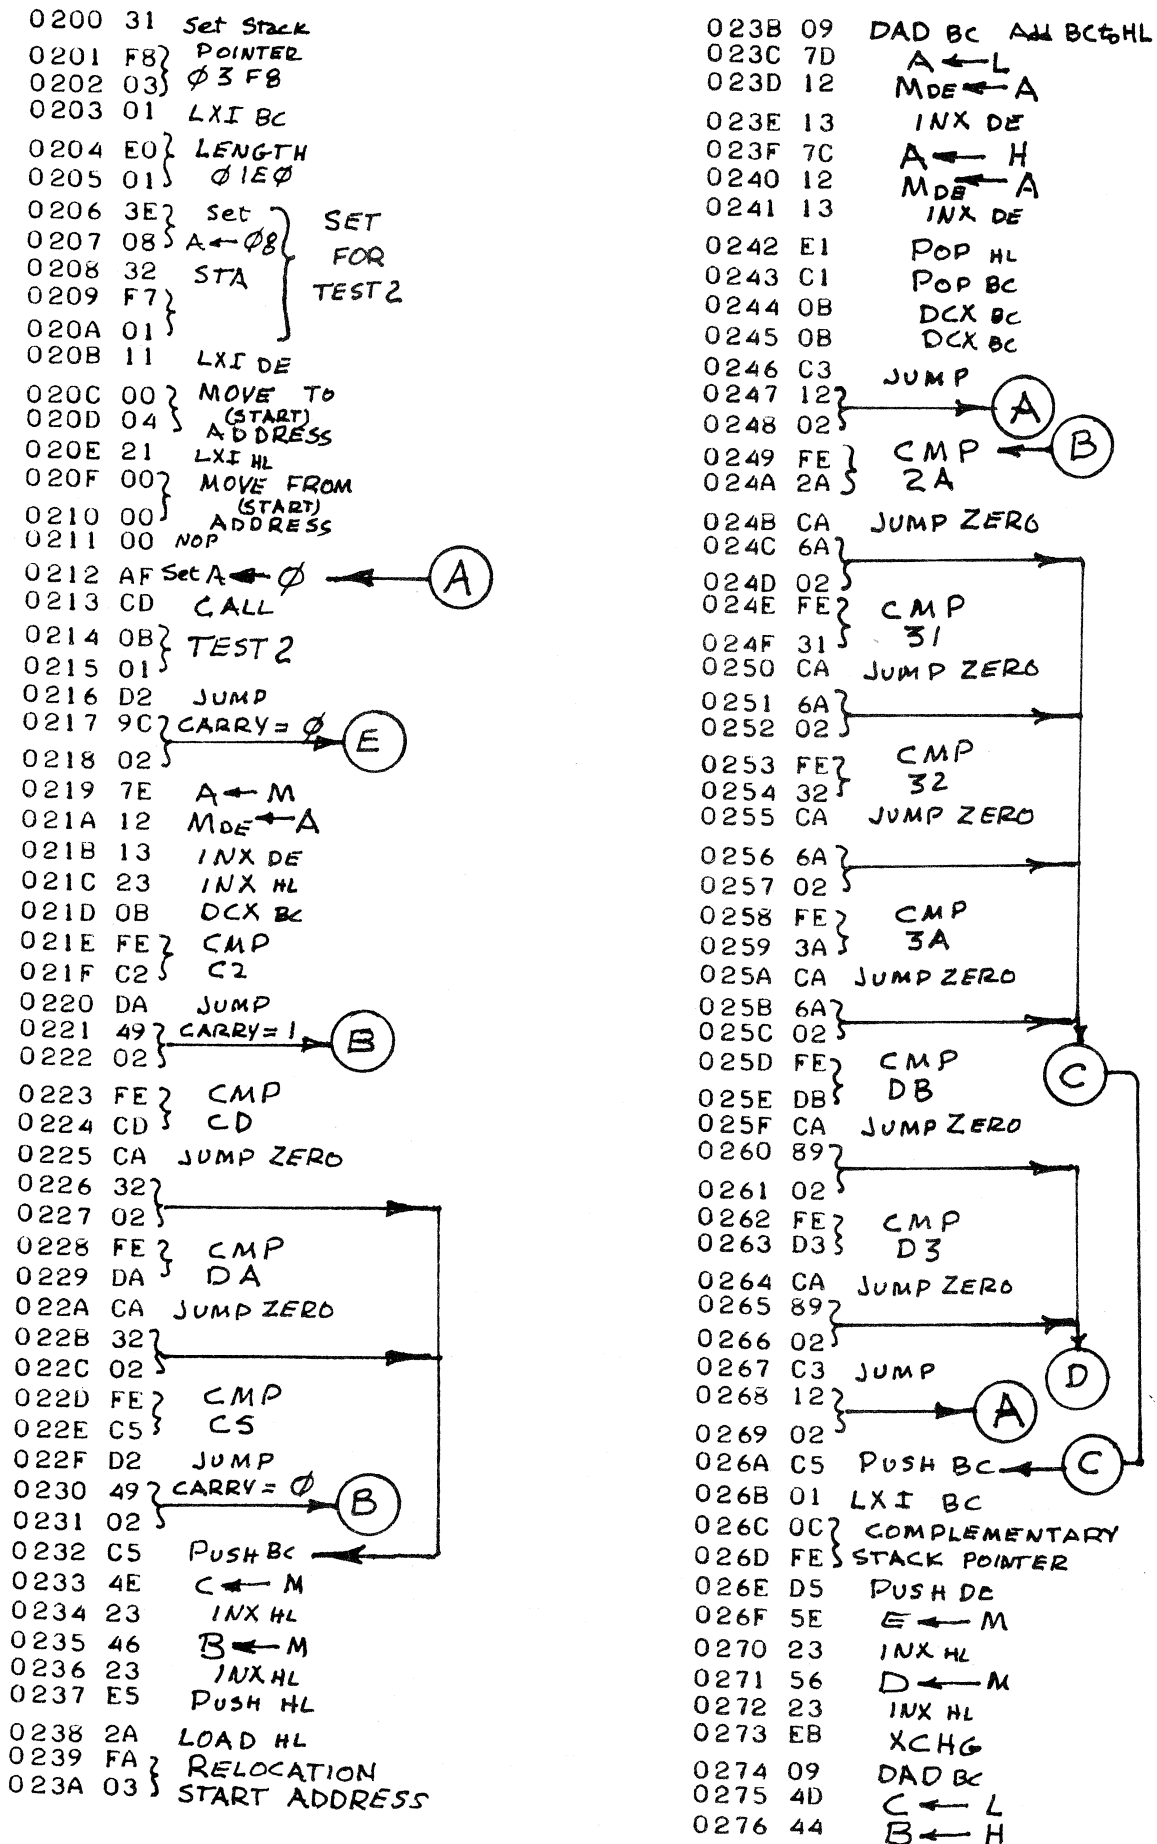 0200 31 Set Stack
0201 F8 POINTER
0202 03 Ø3F8
0203 01 LXI BC
0204 E0 LENGTH
0205 01 Ø1EØ
0206 3E Set
0207 08 A←Ø8
0208 32 STA
0209 F7
020A 01
SET
FOR
TEST 2
020B 11 LXI DE
020C 00 MOVE TO
(START)
020D 04 ADDRESS
020E 21 LXI HL
020F 00 MOVE FROM
(START)
0210 00 ADDRESS
0211 00 NOP
0212 AF Set A←Ø A
0213 CD CALL
0214 0B TEST 2
0215 01
0216 D2 JUMP
0217 9C CARRY = Ø E
0218 02
0219 7E A←M
021A 12 MDE←A
021B 13 INX DE
021C 23 INX HL
021D 0B DCX BC
021E FE CMP
021F C2 C2
0220 DA JUMP
0221 49 CARRY = 1 B
0222 02
0223 FE CMP
0224 CD CD
0225 CA JUMP ZERO
0226 32
0227 02
0228 FE CMP
0229 DA DA
022A CA JUMP ZERO
022B 32
022C 02
022D FE CMP
022E C5 C5
022F D2 JUMP
0230 49 CARRY = Ø B
0231 02
0232 C5 PUSH BC
0233 4E C←M
0234 23 INX HL
0235 46 B←M
0236 23 INX HL
0237 E5 PUSH HL
0238 2A LOAD HL
0239 FA RELOCATION
023A 03 START ADDRESS
023B 09 DAD BC Add BC to HL
023C 7D A←L
023D 12 MDE←A
023E 13 INX DE
023F 7C A←H
0240 12 MDE←A
0241 13 INX DE
0242 E1 POP HL
0243 C1 POP BC
0244 0B DCX BC
0245 0B DCX BC
0246 C3 JUMP
0247 12 A
0248 02
0249 FE CMP B
024A 2A 2A
024B CA JUMP ZERO
024C 6A
024D 02
024E FE CMP
024F 31 31
0250 CA JUMP ZERO
0251 6A
0252 02
0253 FE CMP
0254 32 32
0255 CA JUMP ZERO
0256 6A
0257 02
0258 FE CMP
0259 3A 3A
025A CA JUMP ZERO
025B 6A
025C 02
025D FE CMP C
025E DB DB
025F CA JUMP ZERO
0260 89
0261 02
0262 FE CMP
0263 D3 D3
0264 CA JUMP ZERO
0265 89
0266 02
0267 C3 JUMP D
0268 12 A
0269 02
026A C5 PUSH BC C
026B 01 LXI BC
026C 0C COMPLEMENTARY
026D FE STACK POINTER
026E D5 PUSH DE
026F 5E E←M
0270 23 INX HL
0271 56 D←M
0272 23 INX HL
0273 EB XCHG
0274 09 DAD BC
0275 4D C←L
0276 44 B←H